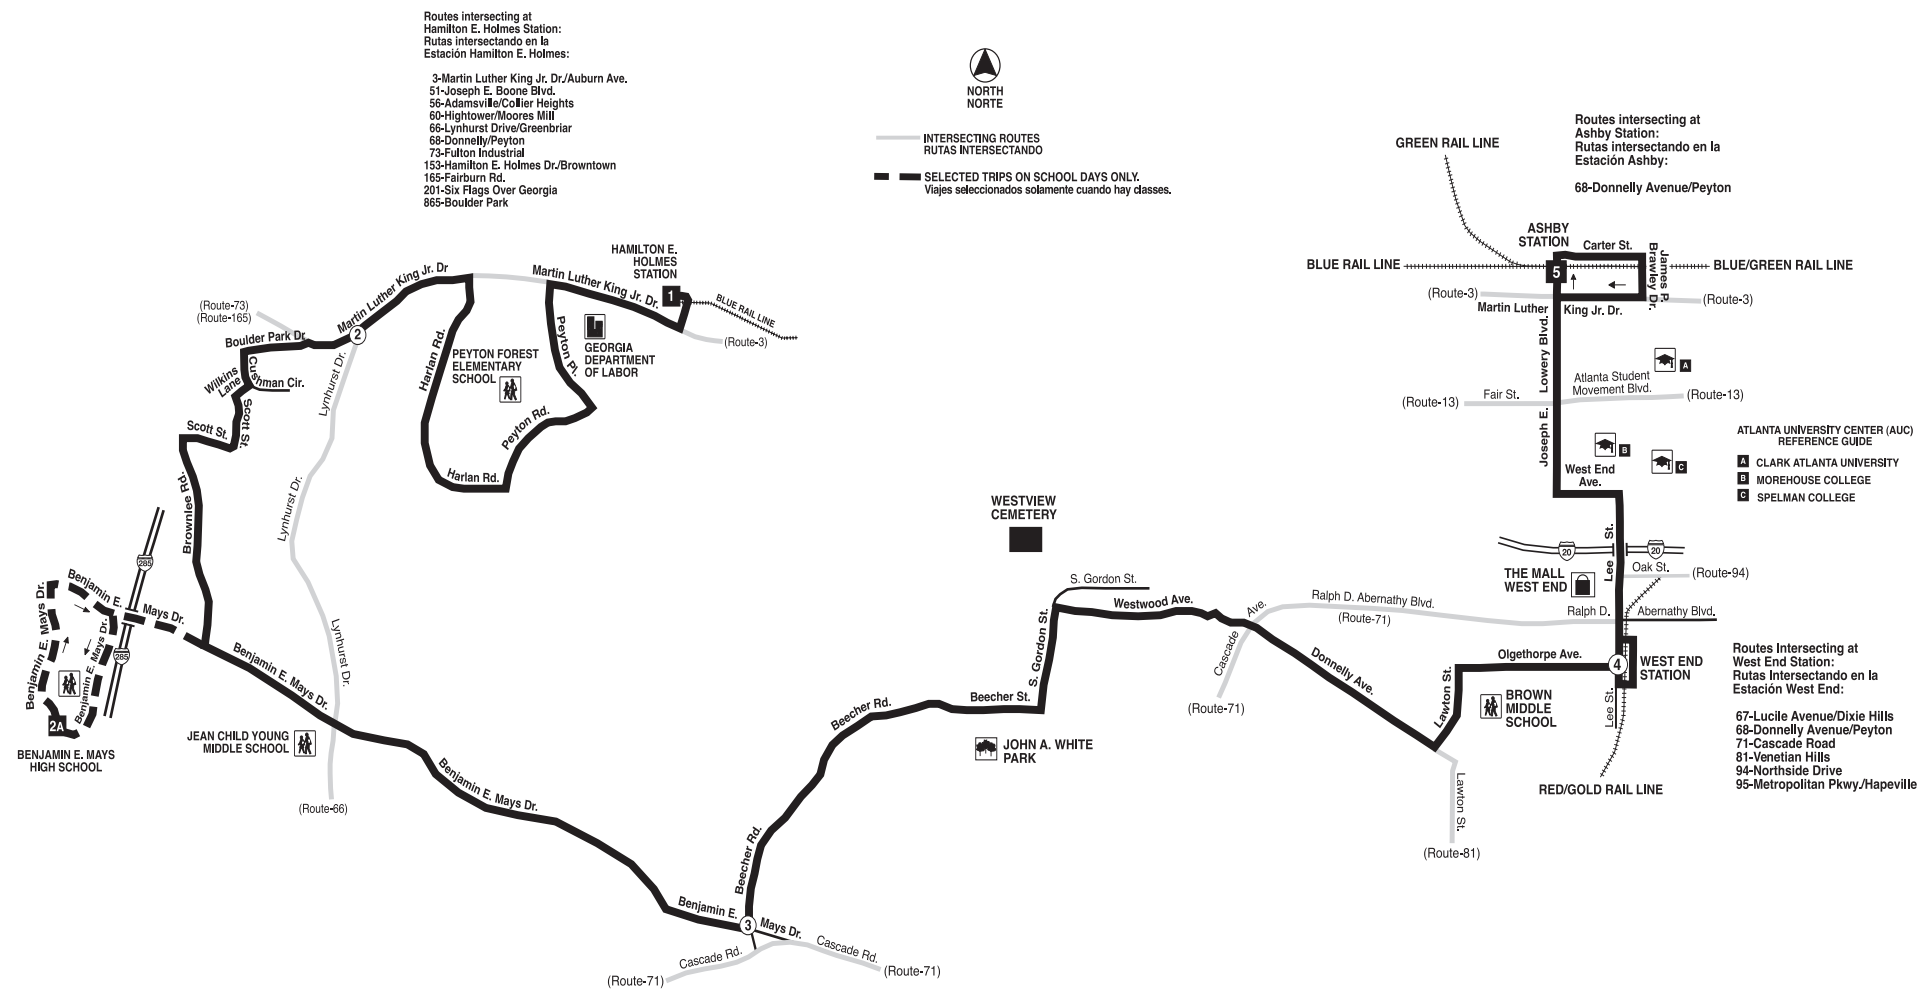 Routes intersecting at
Hamilton E. Holmes Station:
Rutas intersectando en la
Estación Hamilton E. Holmes:
3-Martin Luther King Jr. Dr./Auburn Ave.
51-Joseph E. Boone Blvd.
56-Adamsville/Collier Heights
60-Hightower/Moores Mill
66-Lynhurst Drive/Greenbriar
68-Donnelly/Peyton
73-Fulton Industrial
153-Hamilton E. Holmes Dr./Browntown
165-Fairburn Rd.
201-Six Flags Over Georgia
865-Boulder Park
NORTH
NORTE
INTERSECTING ROUTES
RUTAS INTERSECTANDO
SELECTED TRIPS ON SCHOOL DAYS ONLY.
Viajes seleccionados solamente cuando hay classes.
GREEN RAIL LINE
Routes intersecting at
Ashby Station:
Rutas intersectando en la
Estación Ashby:
68-Donnelly Avenue/Peyton
ASHBY
STATION
Carter St.
James P.
Brawley Dr.
BLUE RAIL LINE
5
BLUE/GREEN RAIL LINE
(Route-3)
(Route-3)
Martin Luther
King Jr. Dr.
Joseph E. Lowery Blvd.
A
Atlanta Student
Movement Blvd.
(Route-13)
Fair St.
(Route-13)
B
C
West End
Ave.
ATLANTA UNIVERSITY CENTER (AUC)
REFERENCE GUIDE
A CLARK ATLANTA UNIVERSITY
B MOREHOUSE COLLEGE
C SPELMAN COLLEGE
HAMILTON E.
HOLMES
STATION
1
BLUE RAIL LINE
(Route-3)
Martin Luther King Jr. Dr.
Martin Luther King Jr. Dr
(Route-73)
(Route-165)
2
Boulder Park Dr.
Cushman Cir.
Wilkins
Lane
Scott St.
Scott St.
Brownlee Rd.
Lynhurst Dr.
Lynhurst Dr.
Lynhurst Dr.
Harlan Rd.
Harlan Rd.
PEYTON FOREST
ELEMENTARY
SCHOOL
Peyton Pl.
Peyton Rd.
GEORGIA
DEPARTMENT
OF LABOR
285
285
Benjamin E. Mays Dr.
Benjamin E. Mays Dr.
Benjamin E. Mays Dr.
2A
BENJAMIN E. MAYS
HIGH SCHOOL
Benjamin E. Mays Dr.
JEAN CHILD YOUNG
MIDDLE SCHOOL
(Route-66)
Benjamin E. Mays Dr.
Benjamin E.
Mays Dr.
3
Cascade Rd.
Cascade Rd.
(Route-71)
(Route-71)
Beecher Rd.
Beecher Rd.
Beecher St.
S. Gordon St.
S. Gordon St.
WESTVIEW
CEMETERY
JOHN A. WHITE
PARK
Westwood Ave.
Cascade
Ave.
(Route-71)
Ralph D. Abernathy Blvd.
(Route-71)
Donnelly Ave.
Lawton St.
Lawton St.
(Route-81)
Olgethorpe Ave.
BROWN
MIDDLE
SCHOOL
20
20
Lee St.
Oak St.
(Route-94)
THE MALL
WEST END
Ralph D.
Abernathy Blvd.
4
WEST END
STATION
Lee St.
RED/GOLD RAIL LINE
Routes Intersecting at
West End Station:
Rutas Intersectando en la
Estación West End:
67-Lucile Avenue/Dixie Hills
68-Donnelly Avenue/Peyton
71-Cascade Road
81-Venetian Hills
94-Northside Drive
95-Metropolitan Pkwy./Hapeville